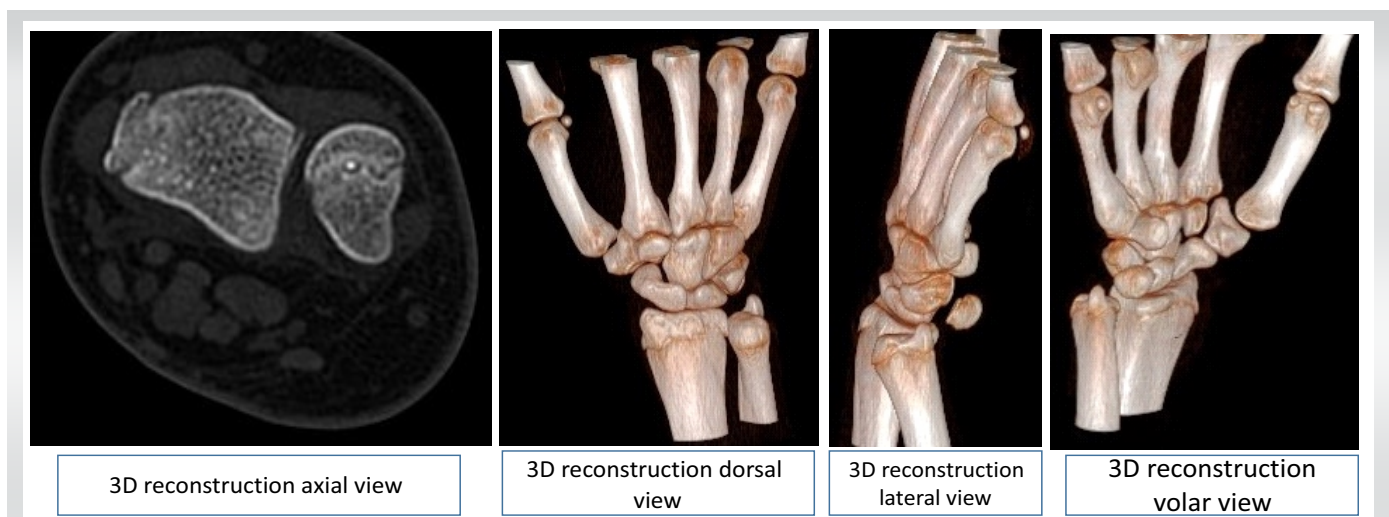 3D reconstruction axial view
3D reconstruction dorsal
view
3D reconstruction
lateral view
3D reconstruction
volar view